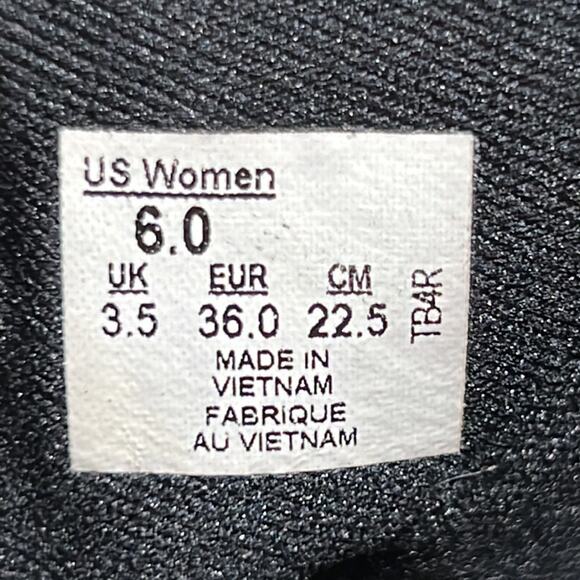 US Women
6.0
UK EUR CM
3.5 36.0 22.5
TB4R
MADE IN
VIETNAM
FABRIQUE
AU VIETNAM